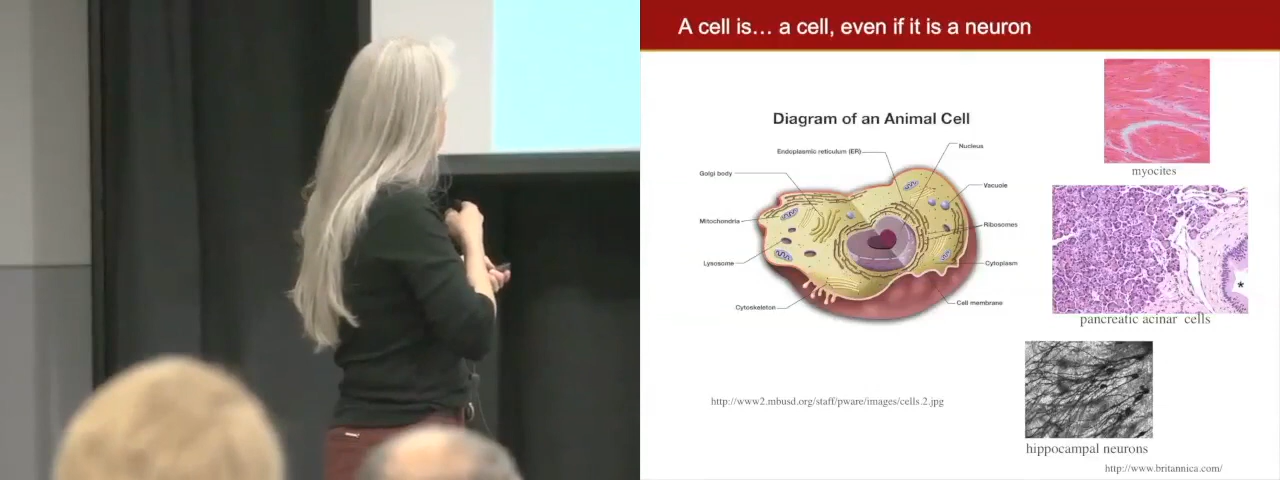 A cell is... a cell, even if it is a neuron
Diagram of an Animal Cell
Endoplasmic reticulum (ER)
Nucleus
Golgi body
Vacuole
Mitochondria
Ribosomes
Lysosome
Cytoplasm
Cytoskeleton
Cell membrane
http://www2.mbusd.org/staff/pware/images/cells.2.jpg
myocites
*
pancreatic acinar cells
hippocampal neurons
http://www.britannica.com/